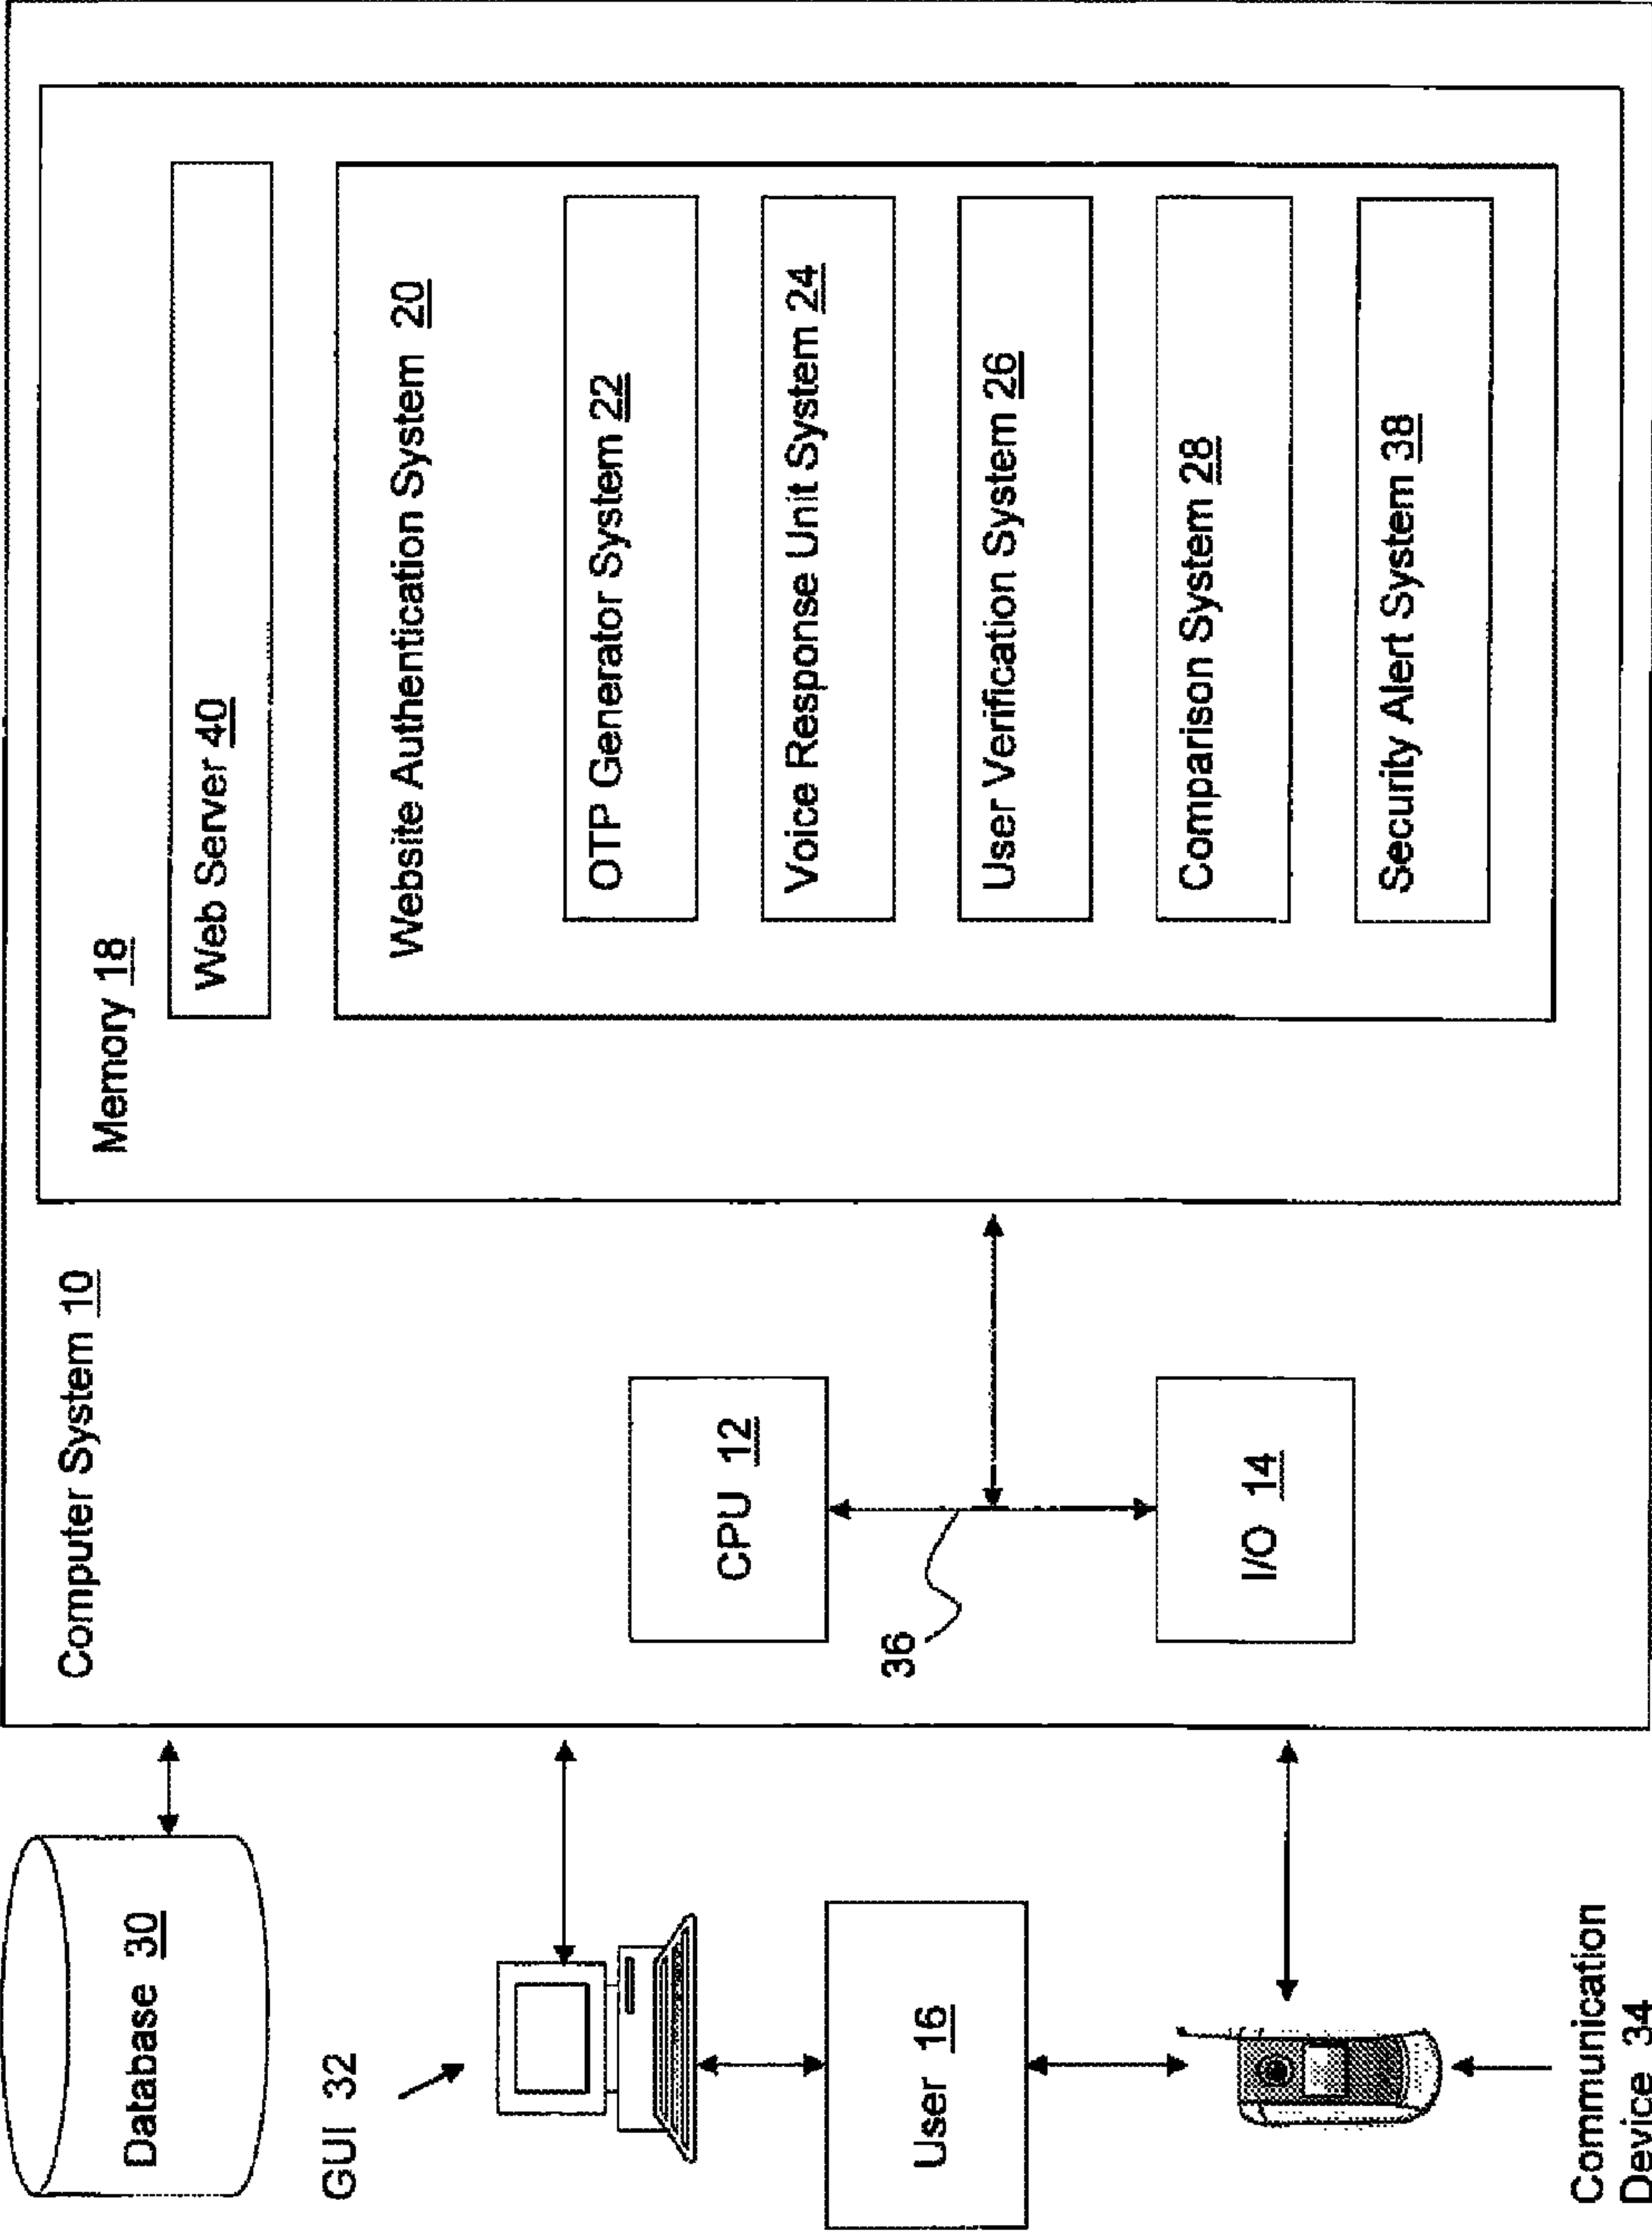 Computer System 10
Memory 18
Web Server 40
Website Authentication System 20
OTP Generator System 22
Voice Response Unit System 24
User Verification System 26
Comparison System 28
Security Alert System 38
CPU 12
36
I/O 14
Database 30
GUI 32
User 16
Communication
Device 34